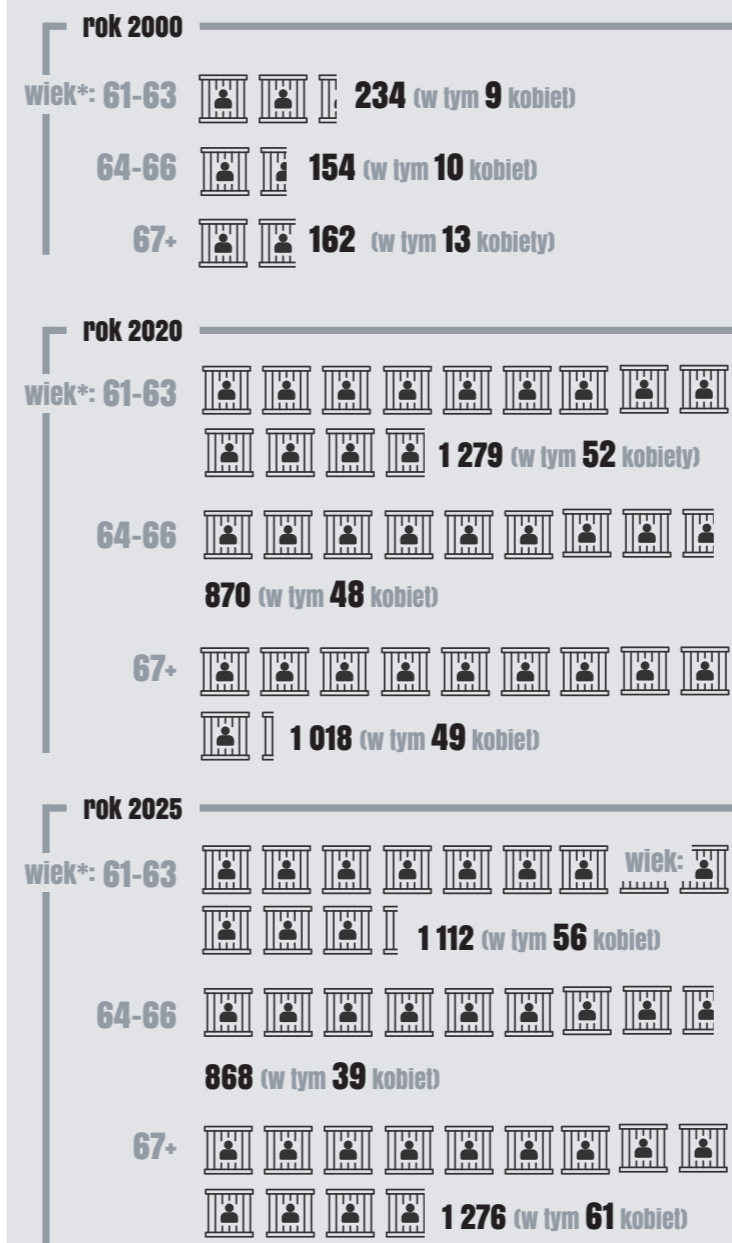 rok 2000
wiek*: 61-63 234 (w tym 9 kobiet)
64-66 154 (w tym 10 kobiet)
67+ 162 (w tym 13 kobiety)
rok 2020
wiek*: 61-63
1 279 (w tym 52 kobiety)
64-66
870 (w tym 48 kobiet)
67+
1 018 (w tym 49 kobiet)
rok 2025
wiek*: 61-63 wiek:
1 112 (w tym 56 kobiet)
64-66
868 (w tym 39 kobiet)
67+
1 276 (w tym 61 kobiet)